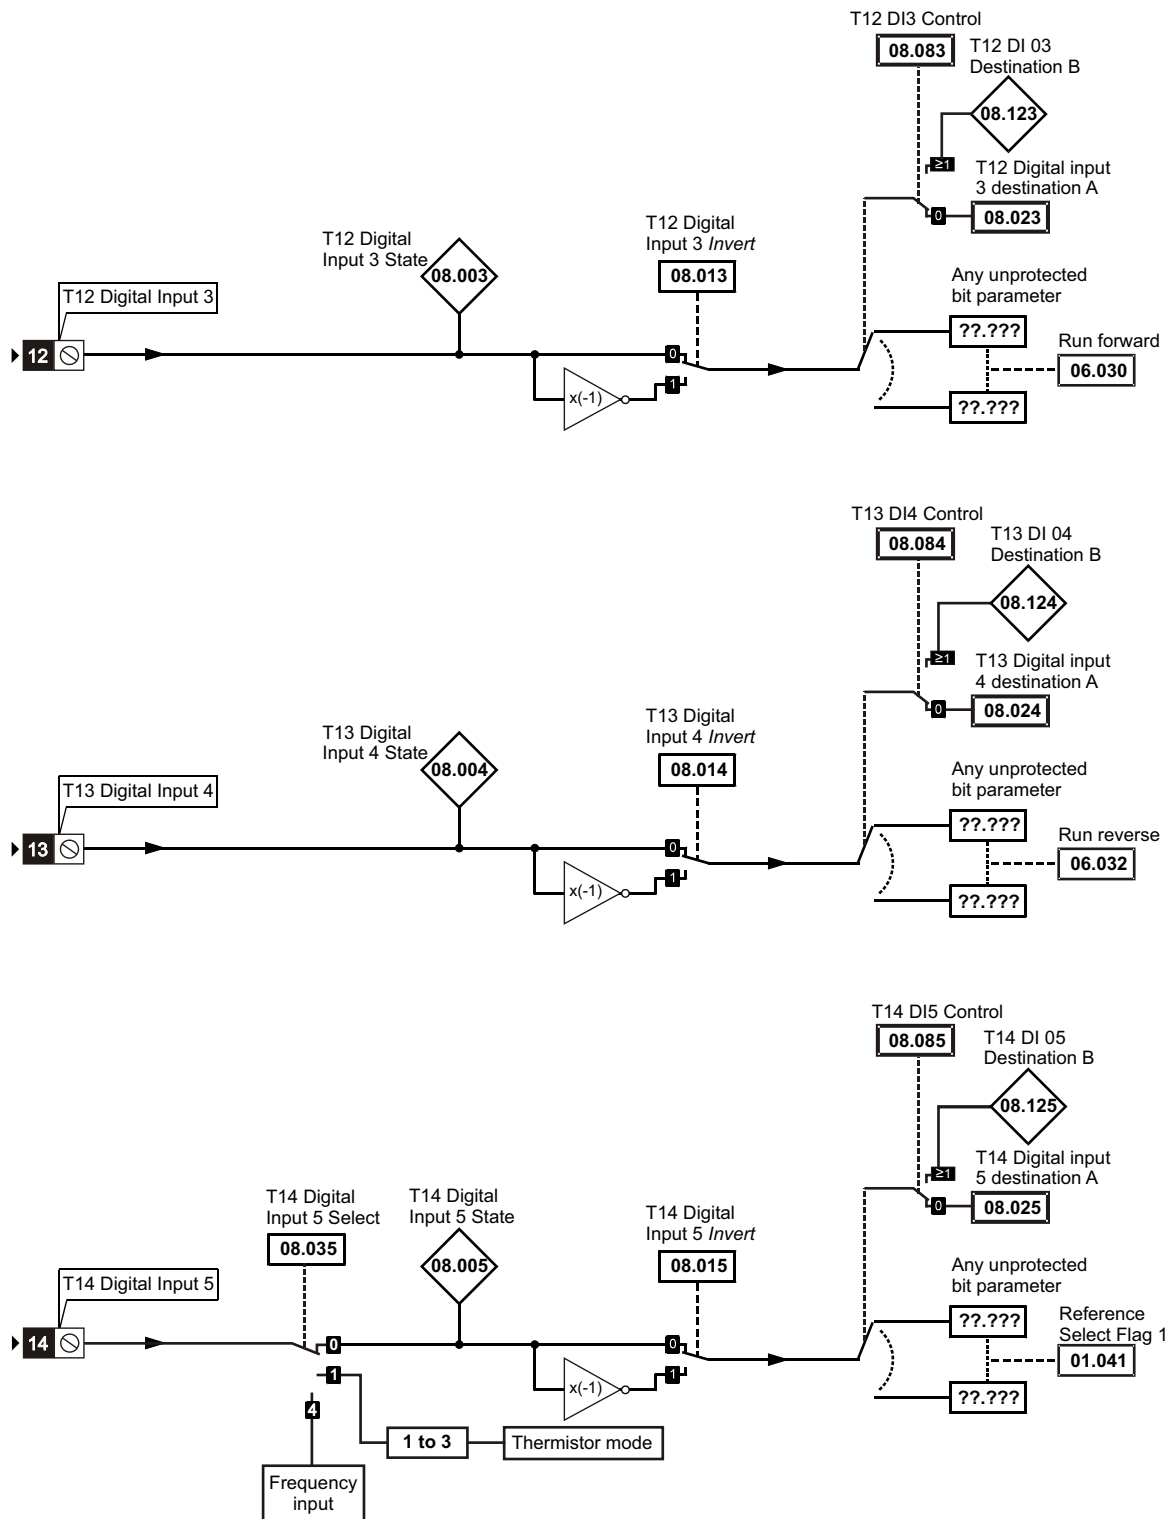 T12 DI3 Control
08.083
T12 DI 03
Destination B
08.123
≥1
T12 Digital input
3 destination A
0
08.023
T12 Digital
Input 3 State
08.003
T12 Digital
Input 3 Invert
08.013
T12 Digital Input 3
12
0
1
x(-1)
Any unprotected
bit parameter
??.???
Run forward
06.030
??.???
T13 DI4 Control
08.084
T13 DI 04
Destination B
08.124
≥1
T13 Digital input
4 destination A
0
08.024
T13 Digital
Input 4 State
08.004
T13 Digital
Input 4 Invert
08.014
T13 Digital Input 4
13
0
1
x(-1)
Any unprotected
bit parameter
??.???
Run reverse
06.032
??.???
T14 DI5 Control
08.085
T14 DI 05
Destination B
08.125
≥1
T14 Digital input
5 destination A
0
08.025
T14 Digital
Input 5 Select
08.035
T14 Digital
Input 5 State
08.005
T14 Digital
Input 5 Invert
08.015
T14 Digital Input 5
14
0
1
4
0
1
x(-1)
Any unprotected
bit parameter
??.???
Reference
Select Flag 1
01.041
??.???
1 to 3
Thermistor mode
Frequency
input